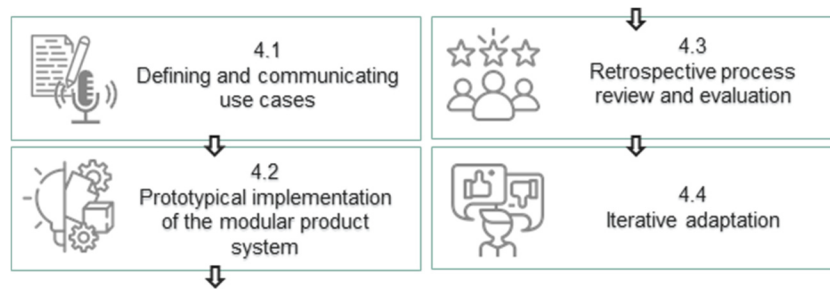 4.1
Defining and communicating
use cases
4.2
Prototypical implementation
of the modular product
system
4.3
Retrospective process
review and evaluation
4.4
Iterative adaptation